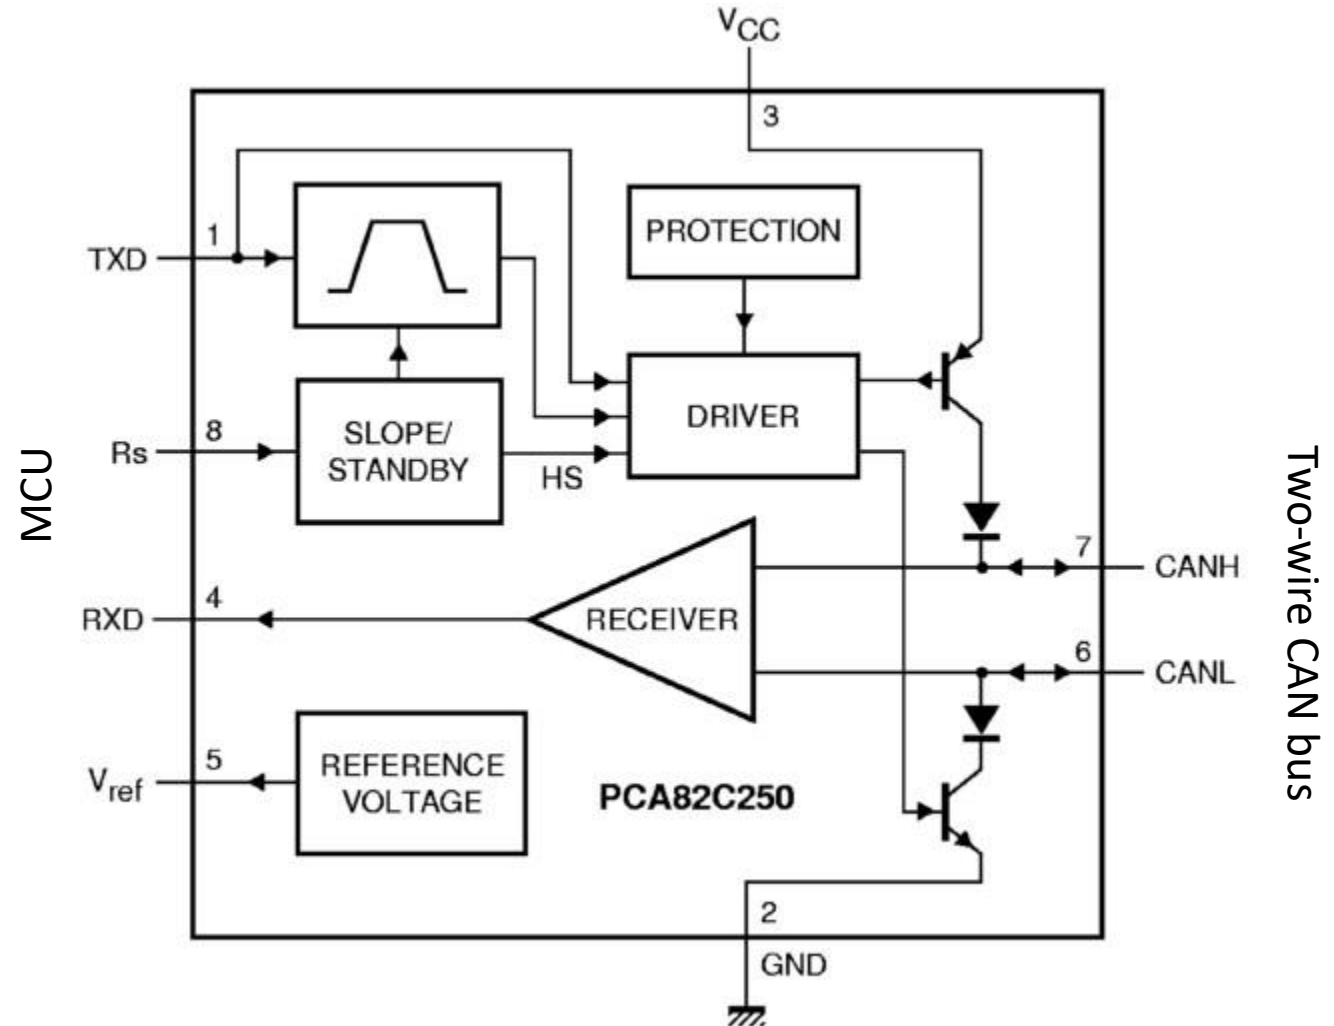 VCC
3
1
TXD
PROTECTION
8
Rs
SLOPE/
STANDBY
HS
DRIVER
MCU
7
CANH
4
RXD
RECEIVER
6
CANL
Two-wire CAN bus
5
Vref
REFERENCE
VOLTAGE
PCA82C250
2
GND